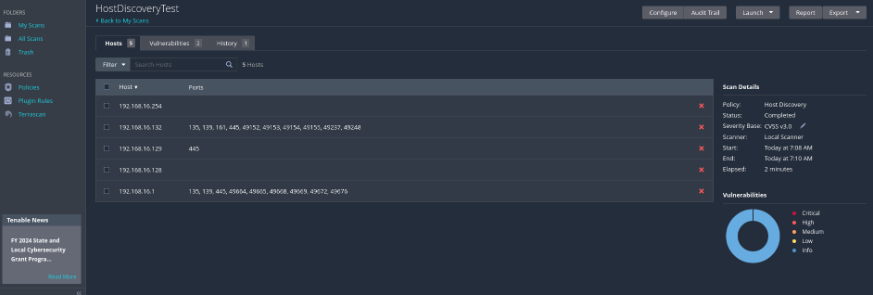 FOLDERS
My Scans
All Scans
Trash
RESOURCES
Policies
Plugin Rules
Terrascan
Tenable News
FY 2024 State and
Local Cybersecurity
Grant Progra...
Read More
HostDiscoveryTest
‹ Back to My Scans
Configure Audit Trail Launch Report Export
Hosts 5 Vulnerabilities 2 History 1
Filter Search Hosts 5 Hosts
Host Ports
192.168.16.254
192.168.16.132 135, 139, 161, 445, 49152, 49153, 49154, 49155, 49237, 49248
192.168.16.129 445
192.168.16.128
192.168.16.1 135, 139, 445, 49664, 49665, 49668, 49669, 49672, 49676
Scan Details
Policy: Host Discovery
Status: Completed
Severity Base: CVSS v3.0
Scanner: Local Scanner
Start: Today at 7:08 AM
End: Today at 7:10 AM
Elapsed: 2 minutes
Vulnerabilities
Critical
High
Medium
Low
Info